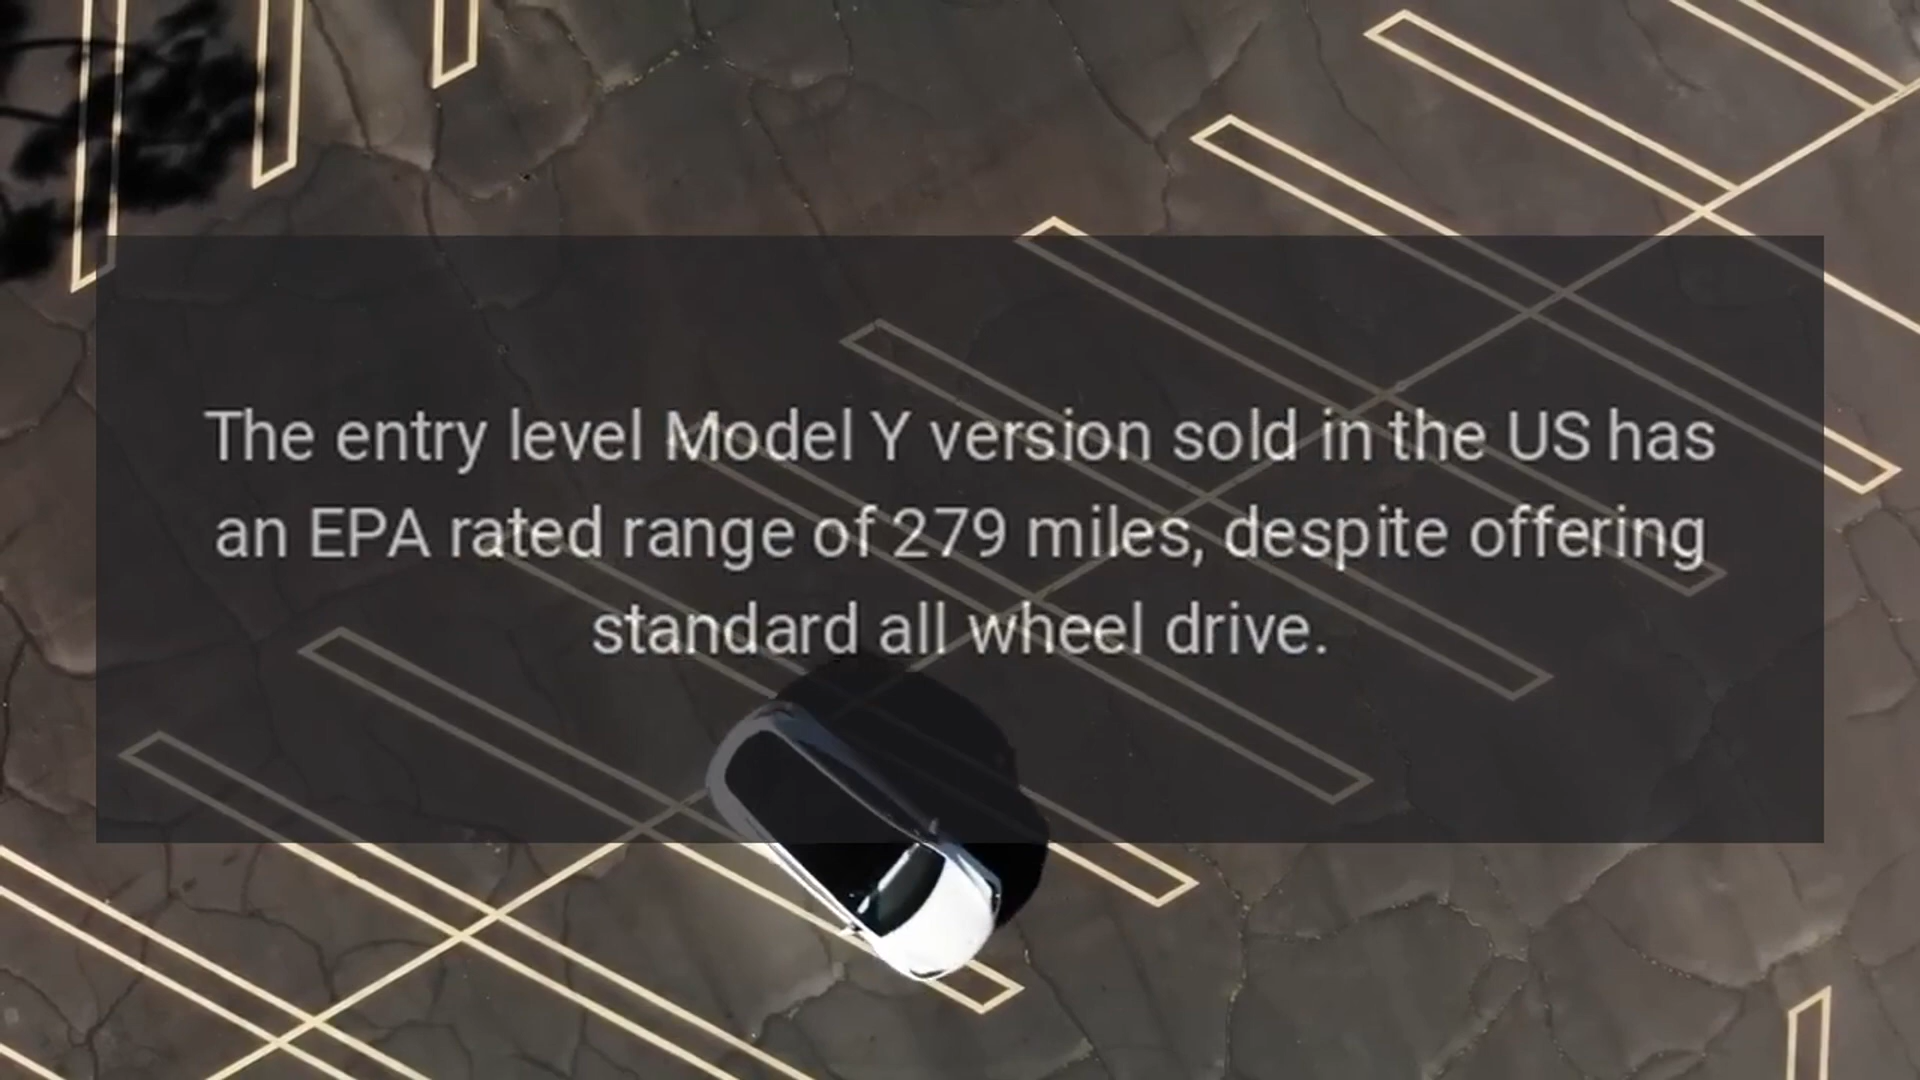 The entry level Model Y version sold in the US has
an EPA rated range of 279 miles, despite offering
standard all wheel drive.